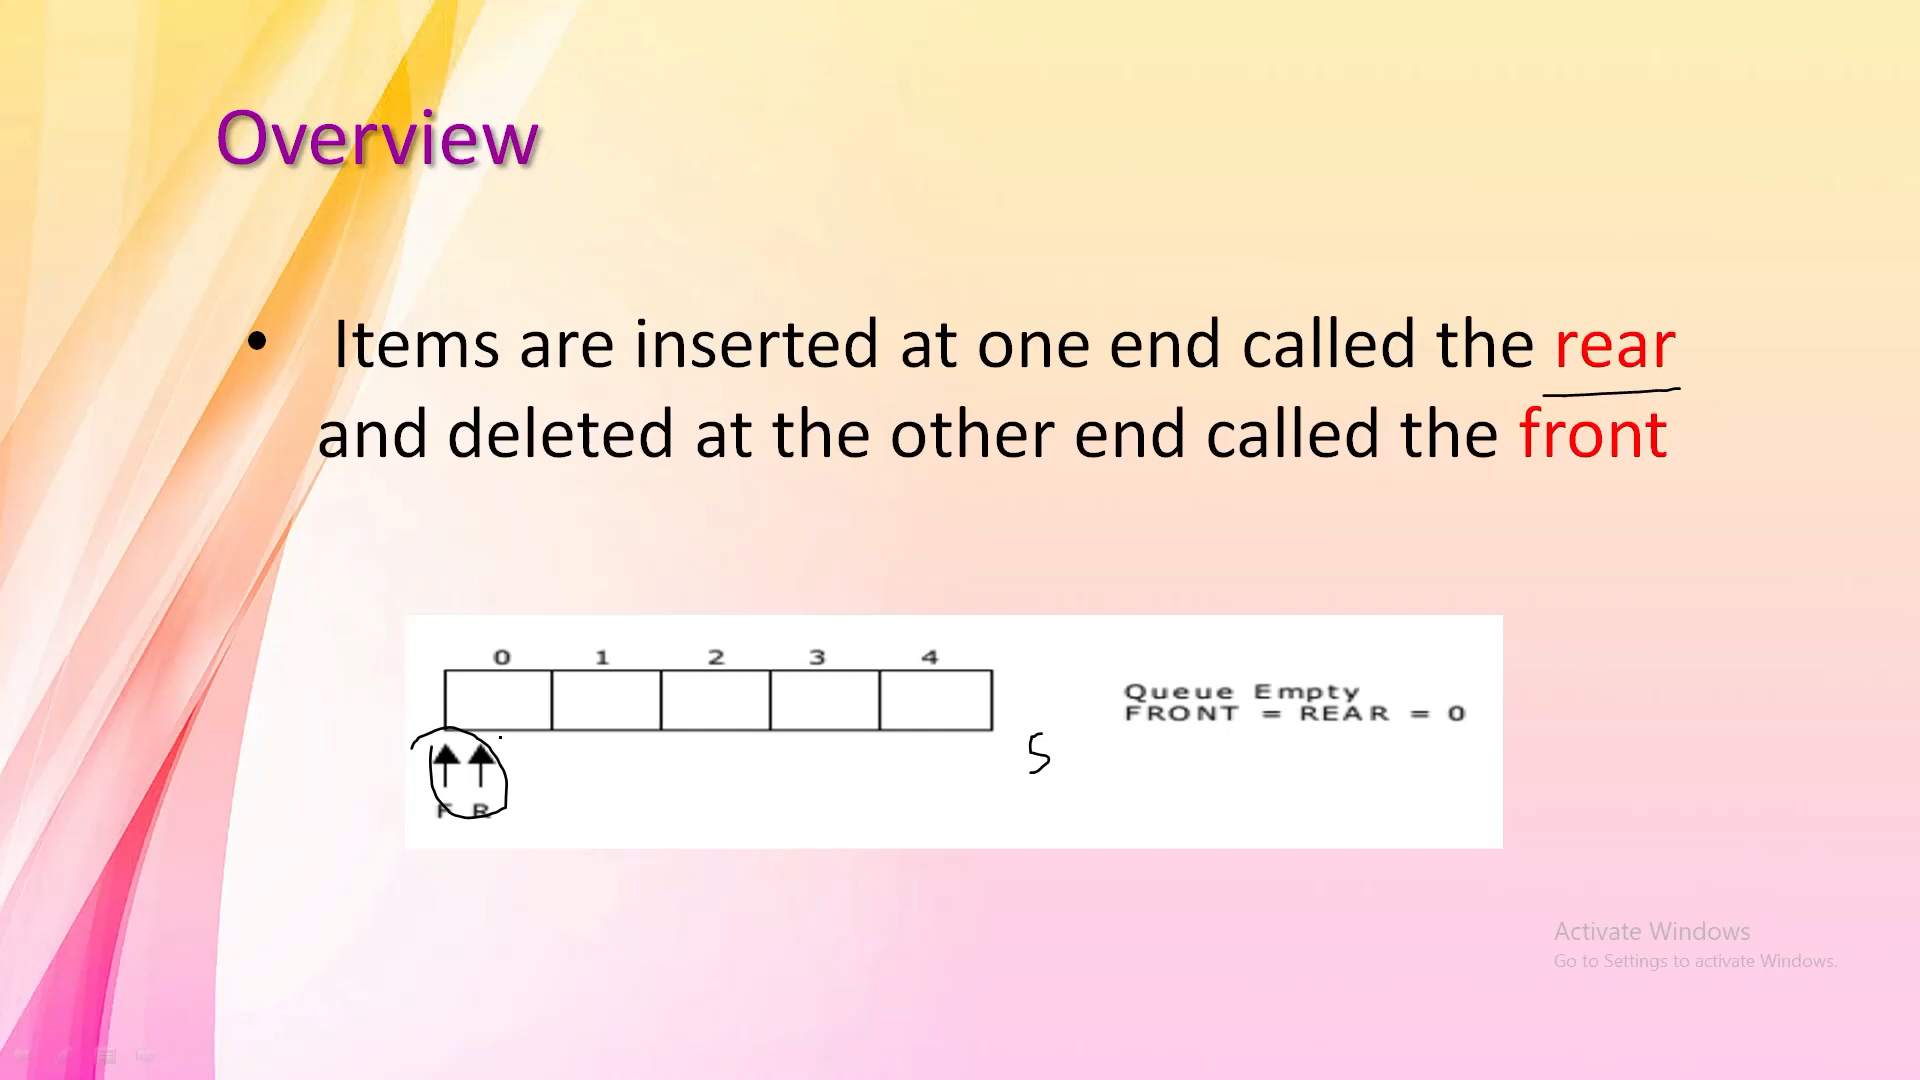 Overview
• Items are inserted at one end called the rear
and deleted at the other end called the front
0 1 2 3 4
Queue Empty
FRONT = REAR = 0
5
F R
Activate Windows
Go to Settings to activate Windows.